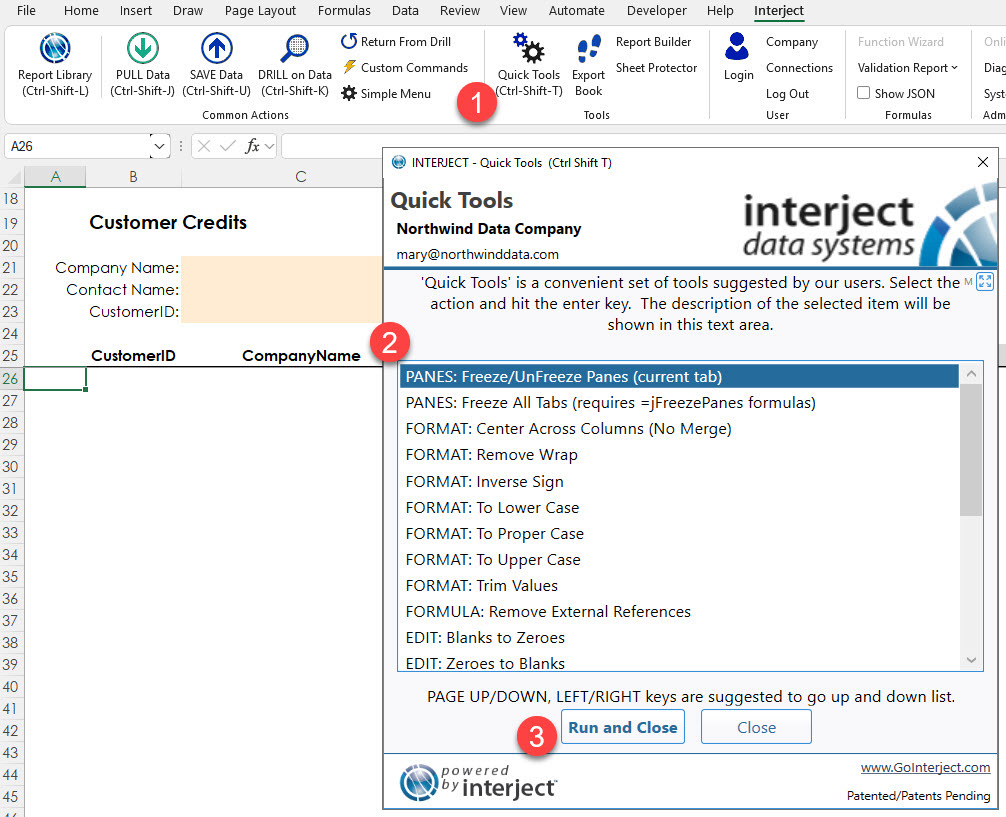 File Home Insert Draw Page Layout Formulas Data Review View Automate Developer Help Interject
Report Library
(Ctrl-Shift-L)
PULL Data
(Ctrl-Shift-J)
SAVE Data
(Ctrl-Shift-U)
DRILL on Data
(Ctrl-Shift-K)
Return From Drill
Custom Commands
Simple Menu
Common Actions
1
Quick Tools
(Ctrl-Shift-T)
Export
Book
Report Builder
Sheet Protector
Tools
Login
Company
Connections
Log Out
User
Function Wizard
Validation Report
Show JSON
Formulas
Onli
Diag
Syst
Adm
A26
fx
A B C
18
19 Customer Credits
20
21 Company Name:
22 Contact Name:
23 CustomerID:
24
25 CustomerID CompanyName
26
27
28
29
30
31
32
33
34
35
36
37
38
39
40
41
42
43
44
45
INTERJECT - Quick Tools (Ctrl Shift T)
Quick Tools
Northwind Data Company
mary@northwinddata.com
interject
data systems
'Quick Tools' is a convenient set of tools suggested by our users. Select the M
action and hit the enter key. The description of the selected item will be
shown in this text area.
2
PANES: Freeze/UnFreeze Panes (current tab)
PANES: Freeze All Tabs (requires =jFreezePanes formulas)
FORMAT: Center Across Columns (No Merge)
FORMAT: Remove Wrap
FORMAT: Inverse Sign
FORMAT: To Lower Case
FORMAT: To Proper Case
FORMAT: To Upper Case
FORMAT: Trim Values
FORMULA: Remove External References
EDIT: Blanks to Zeroes
EDIT: Zeroes to Blanks
PAGE UP/DOWN, LEFT/RIGHT keys are suggested to go up and down list.
3
Run and Close
Close
powered
by interject™
www.GoInterject.com
Patented/Patents Pending